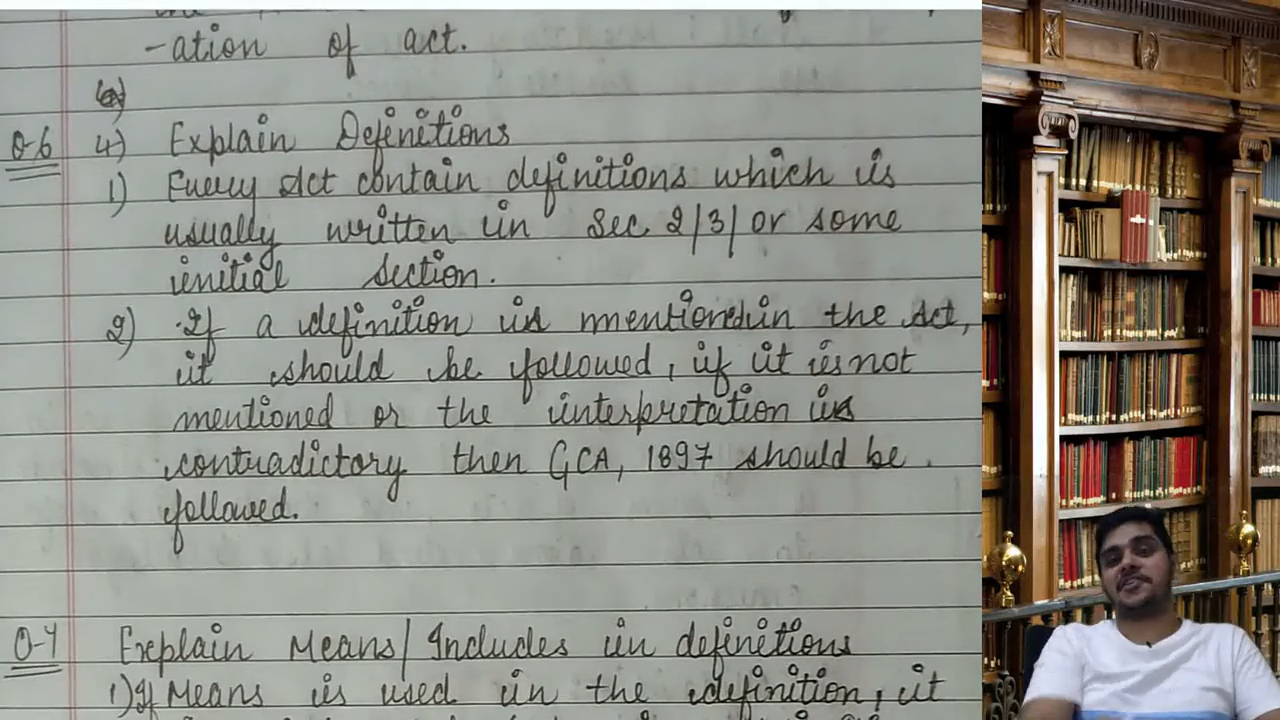 -ation of act.
(a)
Q-6 4) Explain Definitions
1) Every Act contain definitions which is
usually written in Sec 2/3/ or some
initial section.
2) If a definition is mentioned in the Act,
it should be followed, if it is not
mentioned or the interpretation is
contradictory then GCA, 1897 should be
followed.
Q-7 Explain Means/Includes in definitions
1) If Means is used in the definition, it